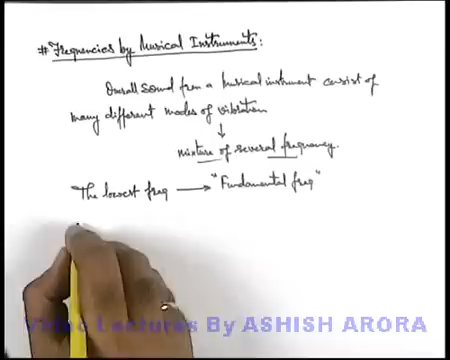 # Frequencies by Musical Instruments:
Overall sound from a musical instrument consist of
many different modes of vibration
↓
mixture of several frequency.
The lowest freq → "Fundamental freq"
Video Lectures By ASHISH ARORA